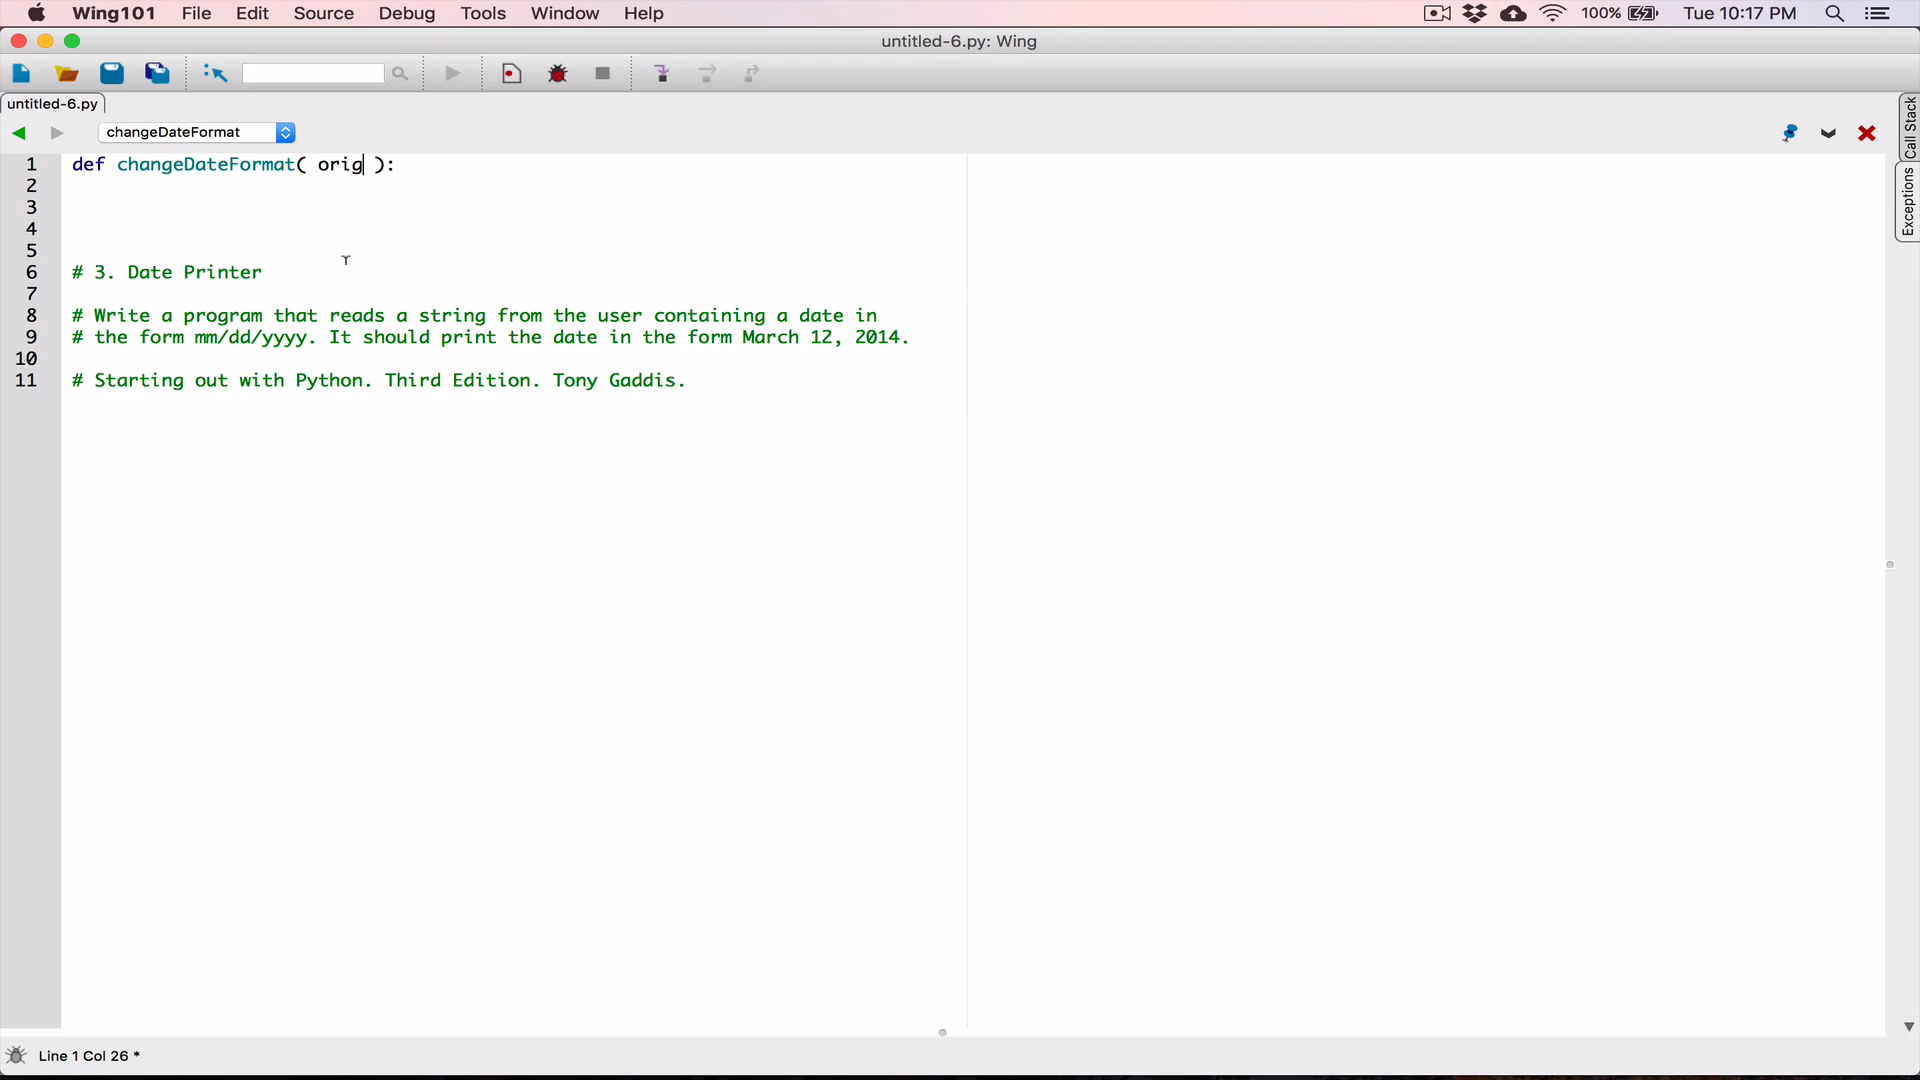 Wing101 File Edit Source Debug Tools Window Help 100% Tue 10:17 PM
untitled-6.py: Wing
untitled-6.py
changeDateFormat
Call Stack
Exceptions
1 def changeDateFormat( orig ):
2
3
4
5
6 # 3. Date Printer
7
8 # Write a program that reads a string from the user containing a date in
9 # the form mm/dd/yyyy. It should print the date in the form March 12, 2014.
10
11 # Starting out with Python. Third Edition. Tony Gaddis.
Line 1 Col 26 *